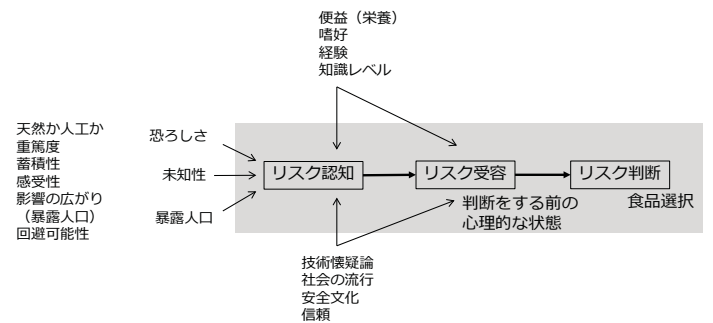 便益（栄養）
嗜好
経験
知識レベル
天然か人工か
重篤度
蓄積性
感受性
影響の広がり
（暴露人口）
回避可能性
恐ろしさ
未知性
暴露人口
リスク認知
リスク受容
リスク判断
判断をする前の
心理的な状態
食品選択
技術懐疑論
社会の流行
安全文化
信頼